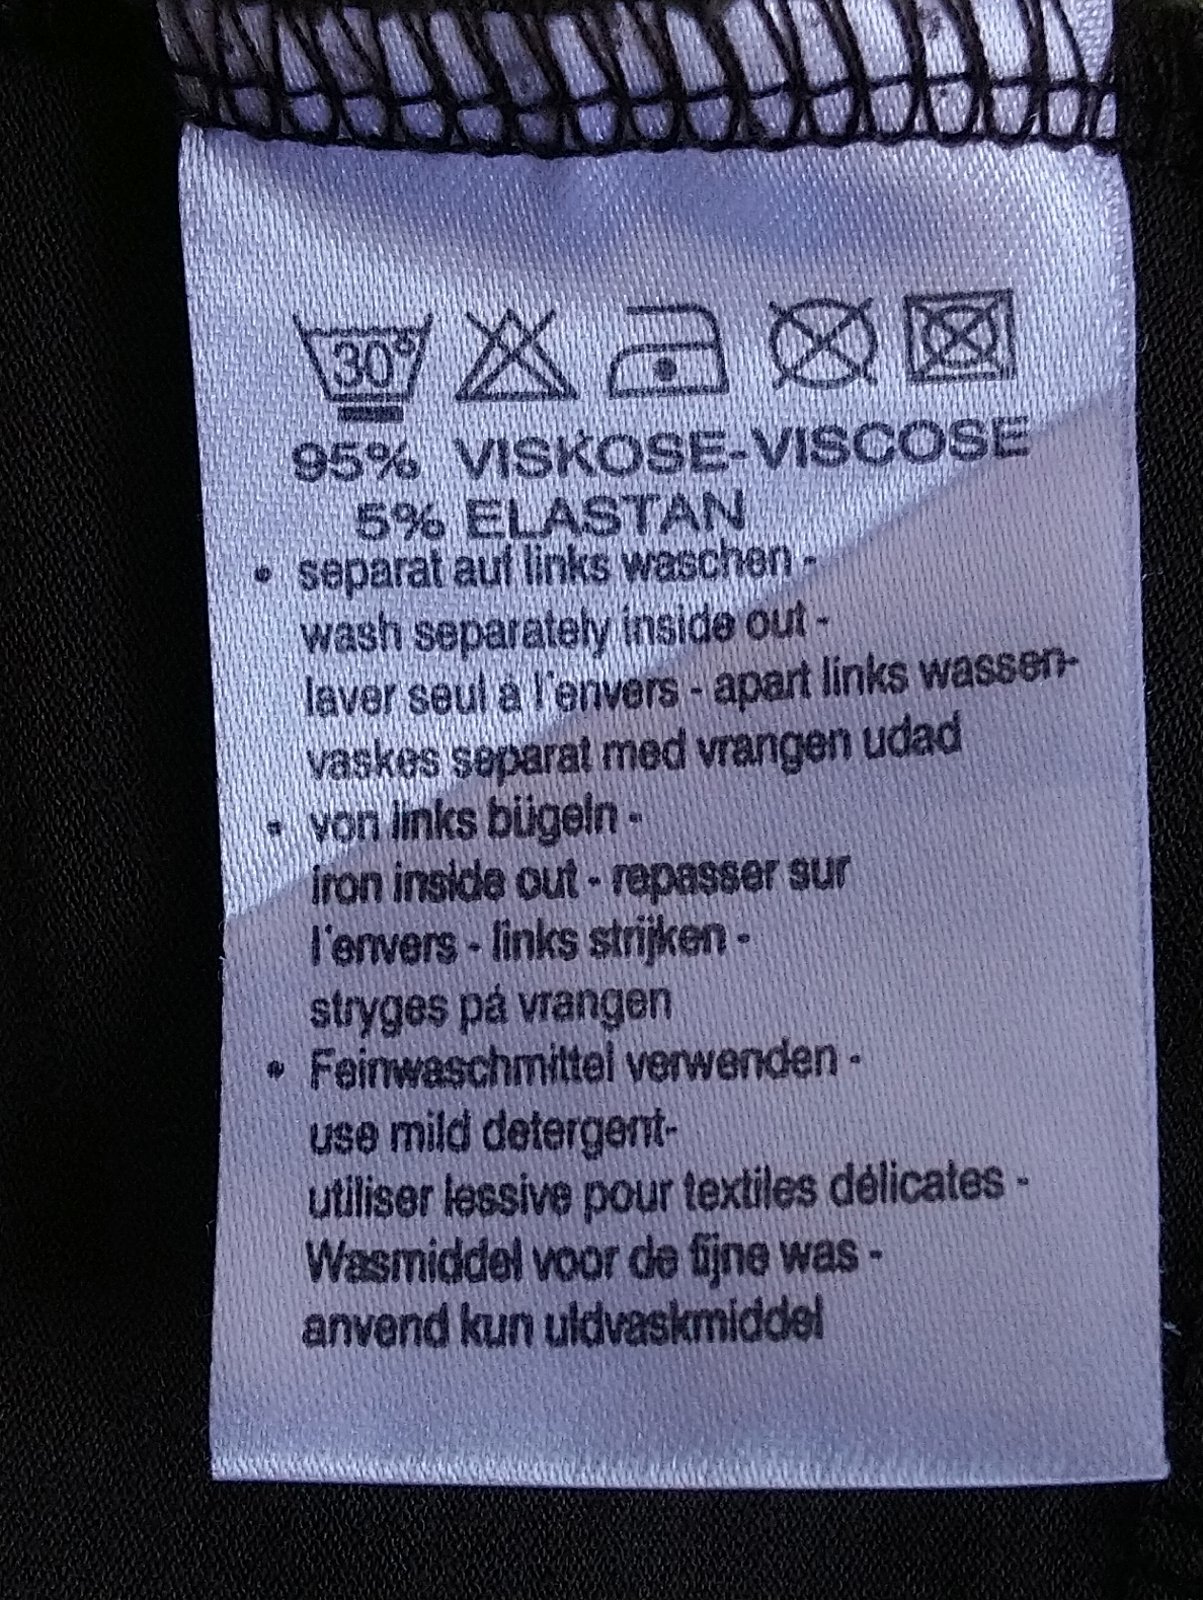 30°
95% VISKOSE-VISCOSE
5% ELASTAN
• separat auf links waschen -
wash separately inside out -
laver seul a l'envers - apart links wassen-
vaskes separat med vrangen udad
• von links bügeln -
iron inside out - repasser sur
l'envers - links strijken -
stryges på vrangen
• Feinwaschmittel verwenden -
use mild detergent-
utiliser lessive pour textiles délicates -
Wasmiddel voor de fijne was -
anvend kun uldvaskmiddel